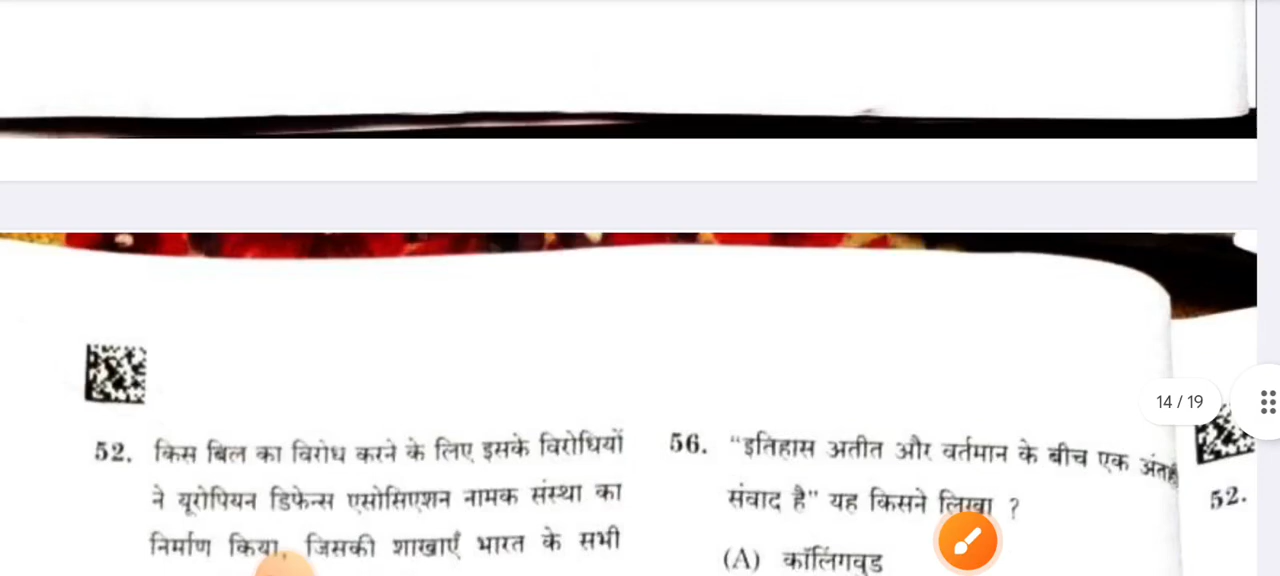 14 / 19
52. किस बिल का विरोध करने के लिए इसके विरोधियों
ने यूरोपियन डिफेन्स एसोसिएशन नामक संस्था का
निर्माण किया, जिसकी शाखाएँ भारत के सभी
56. "इतिहास अतीत और वर्तमान के बीच एक
संवाद है" यह किसने लिखा ?
(A) कॉलिंगवुड
52.